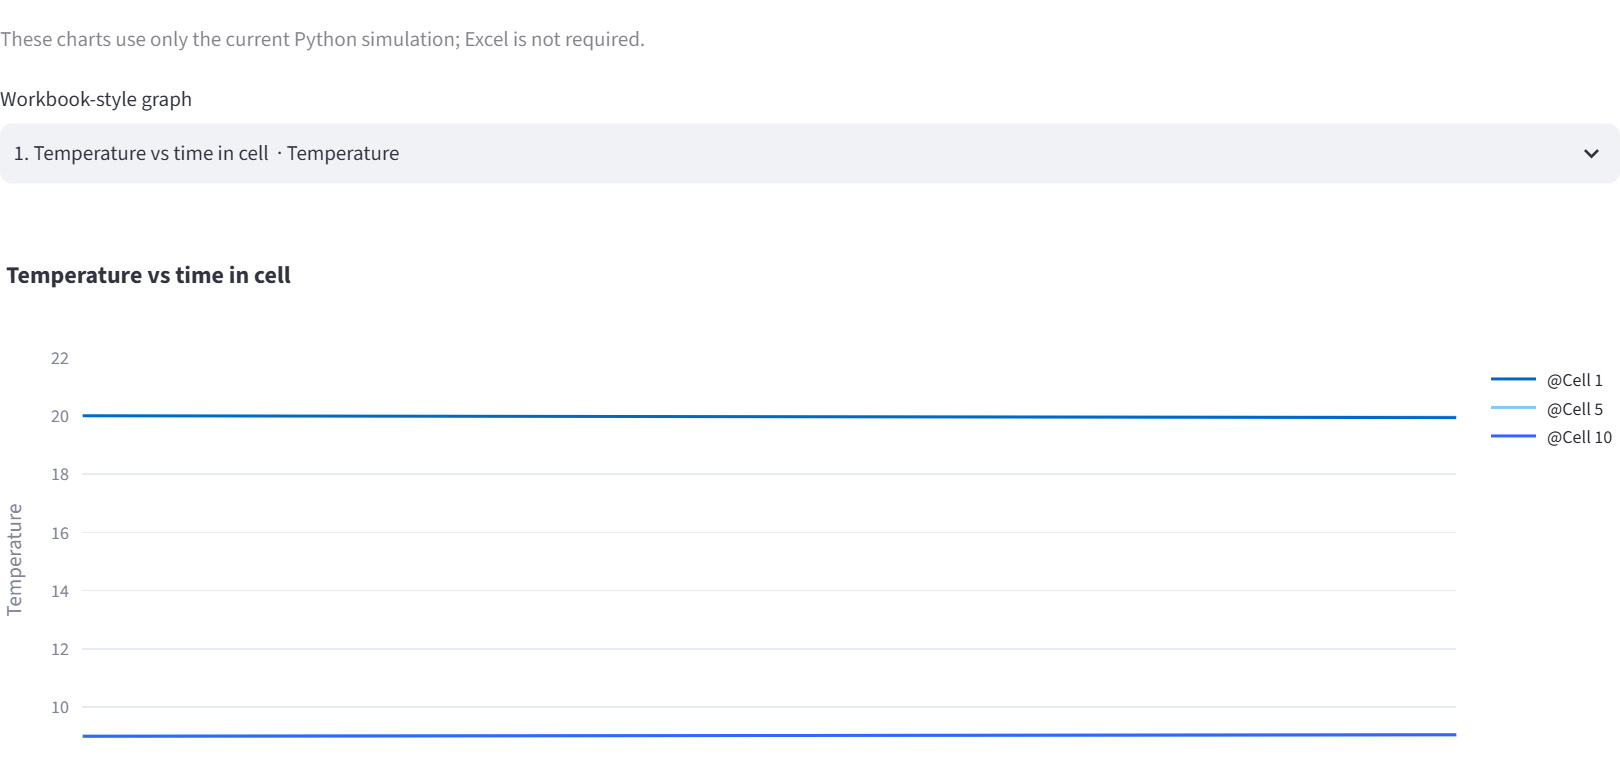 These charts use only the current Python simulation; Excel is not required.
Workbook-style graph
1. Temperature vs time in cell · Temperature
Temperature vs time in cell
22
20
18
16
14
12
10
Temperature
@Cell 1
@Cell 5
@Cell 10